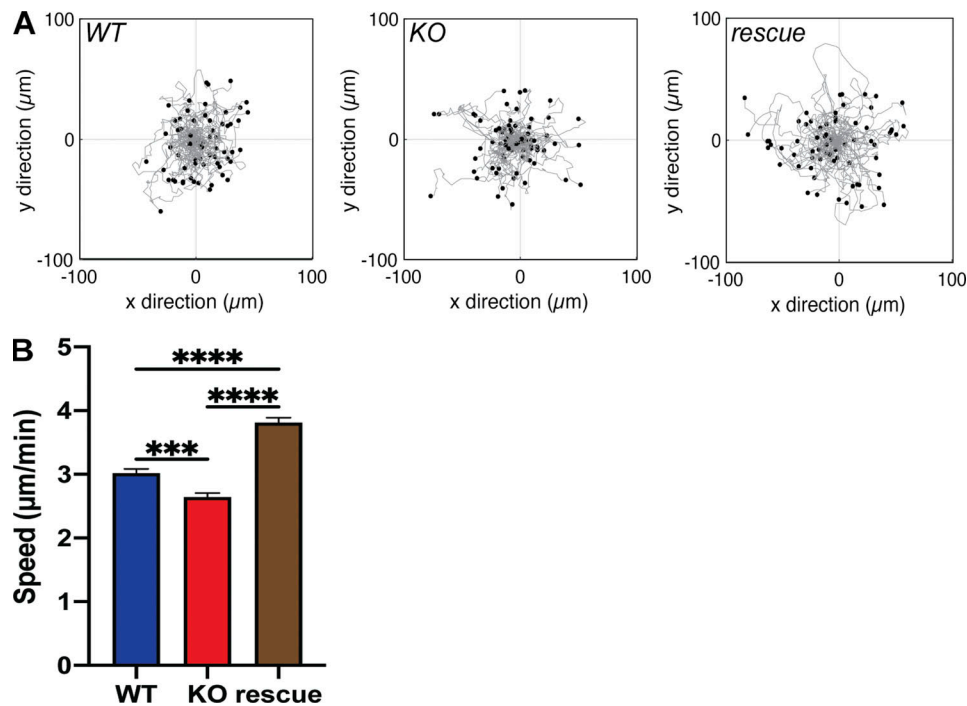 A
WT
KO
rescue
100
0
-100
y direction (µm)
-100
0
100
x direction (µm)
100
0
-100
y direction (µm)
-100
0
100
x direction (µm)
100
0
-100
y direction (µm)
-100
0
100
x direction (µm)
B
5
4
3
2
1
0
Speed (µm/min)
****
****
***
WT
KO
rescue